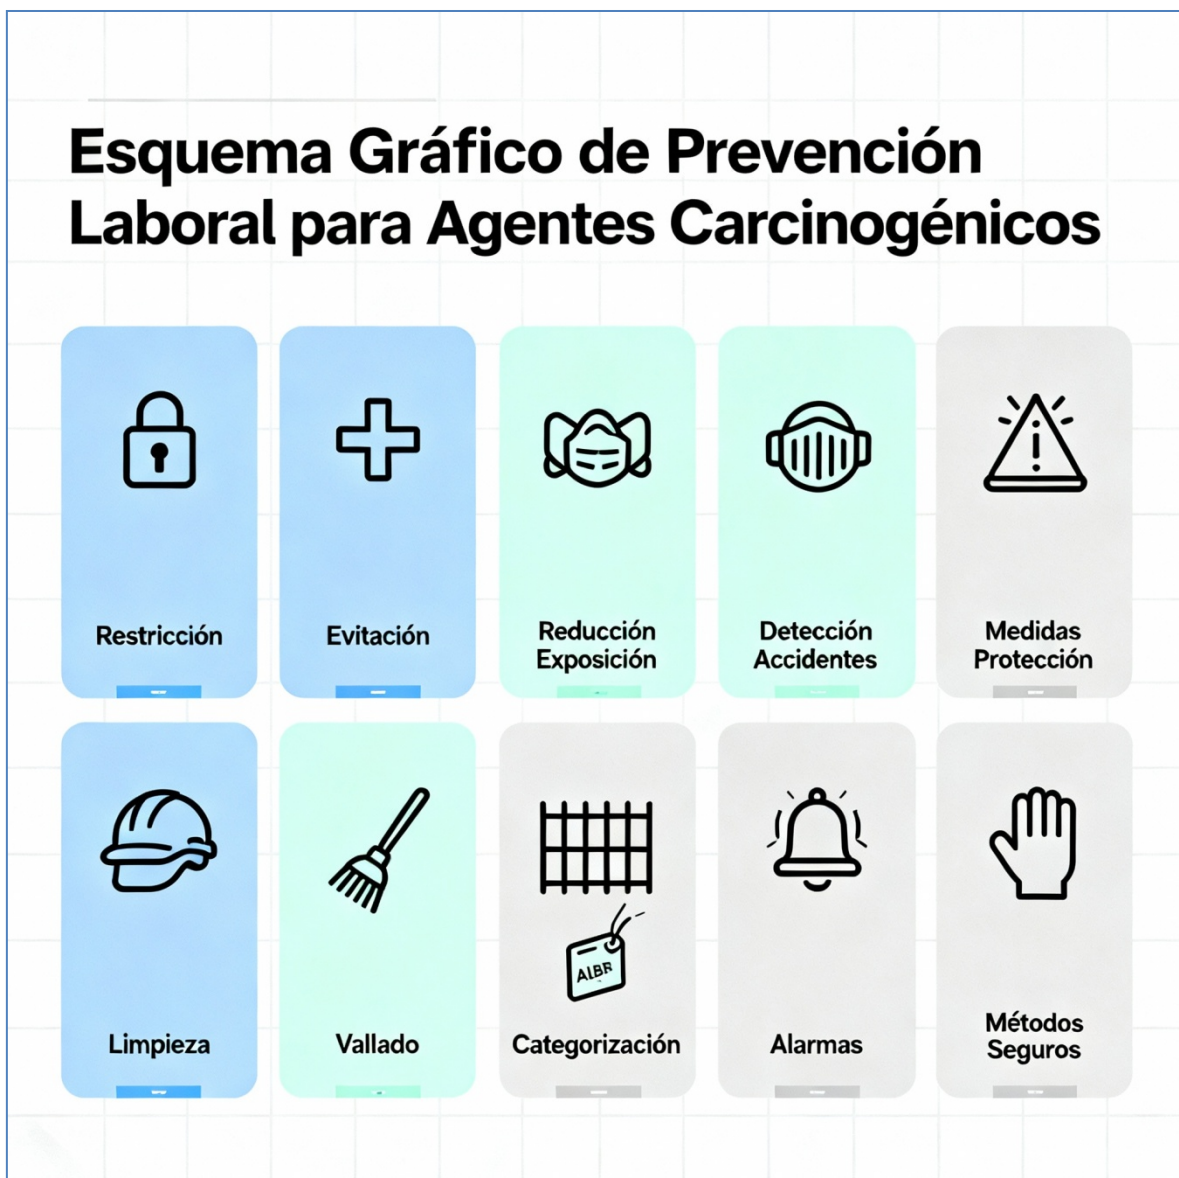 Esquema Gráfico de Prevención
Laboral para Agentes Carcinogénicos
Restricción
Evitación
Reducción
Exposición
Detección
Accidentes
Medidas
Protección
Limpieza
Vallado
AIBR
Categorización
Alarmas
Métodos
Seguros